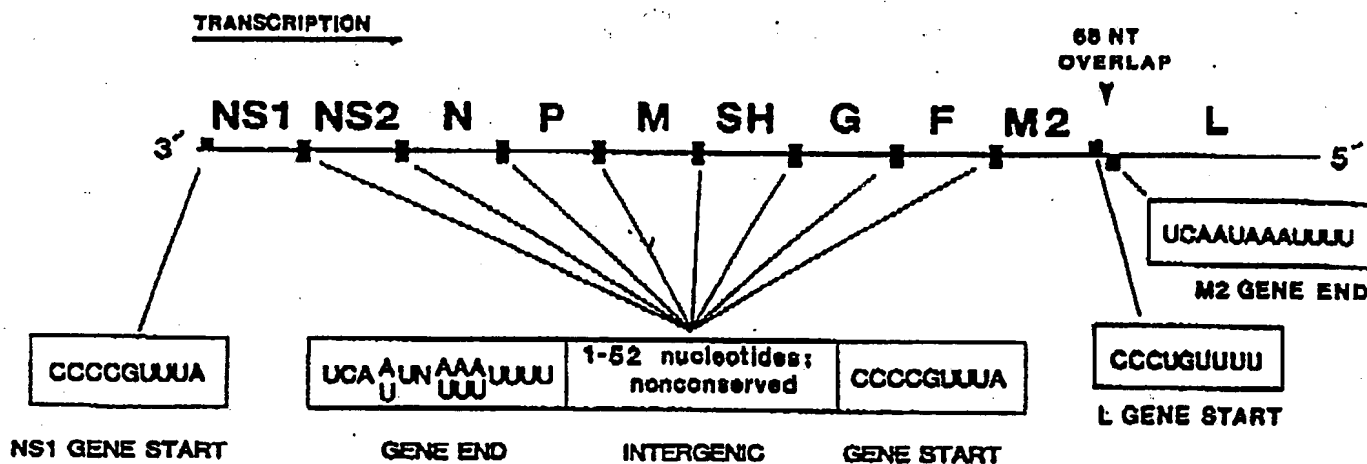 TRANSCRIPTION
68 NT
OVERLAP
NS1 NS2 N P M SH G F M2 L
3´ 5´
UCAAUAAAUUUU
M2 GENE END
CCCCGUUUA
UCA A/U UN AAA/UUU UUUU
1-52 nucleotides;
nonconserved
CCCCGUUUA
CCCUGUUUU
L GENE START
NS1 GENE START
GENE END
INTERGENIC
GENE START